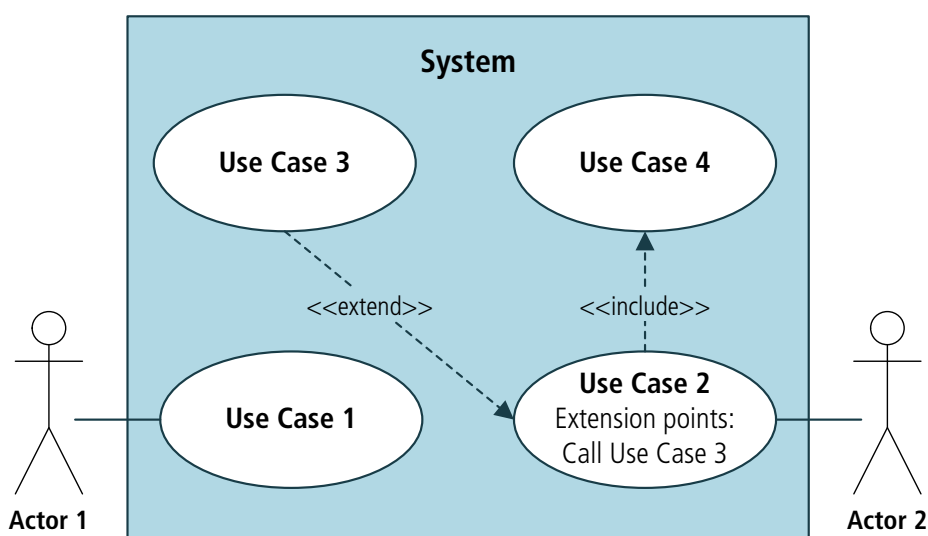 System
Use Case 3
Use Case 4
<<extend>>
<<include>>
Use Case 1
Use Case 2
Extension points:
Call Use Case 3
Actor 1
Actor 2